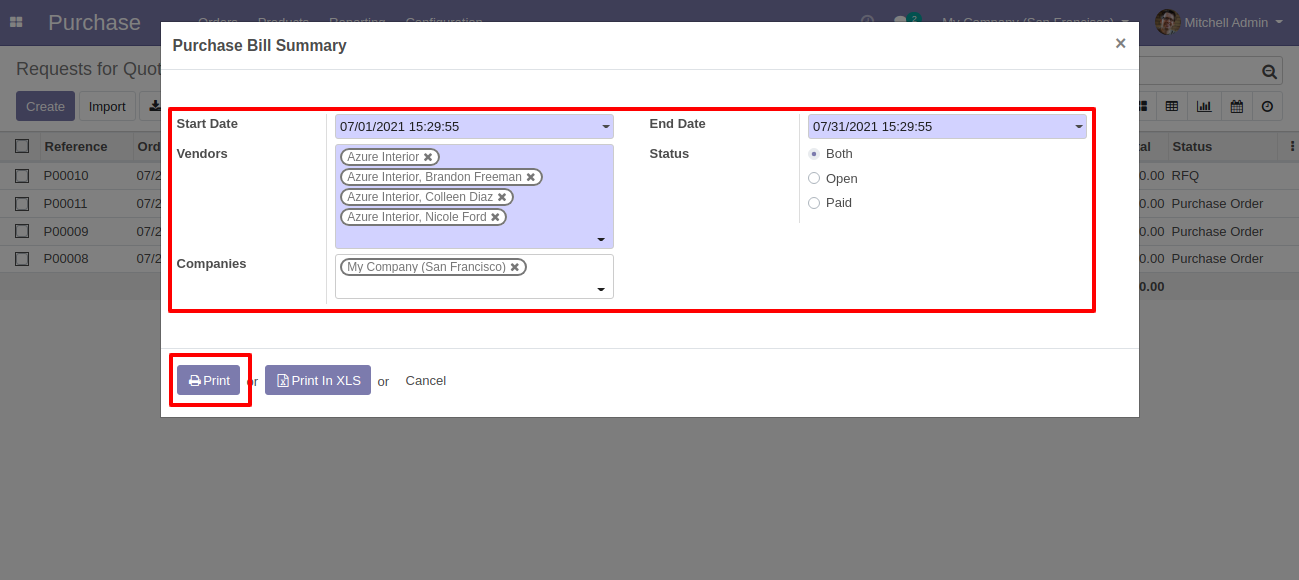 Purchase Orders Products Reporting Configuration 2 My Company (San Francisco) Mitchell Admin
Purchase Bill Summary ×
Requests for Quot
Create Import
Start Date 07/01/2021 15:29:55 End Date 07/31/2021 15:29:55
Vendors Azure Interior Status Both
Azure Interior, Brandon Freeman Open
Azure Interior, Colleen Diaz Paid
Azure Interior, Nicole Ford
Companies My Company (San Francisco)
Reference Ord al Status
P00010 07/2 0.00 RFQ
P00011 07/2 0.00 Purchase Order
P00009 07/2 0.00 Purchase Order
P00008 07/2 0.00 Purchase Order
0.00
Print or Print In XLS or Cancel